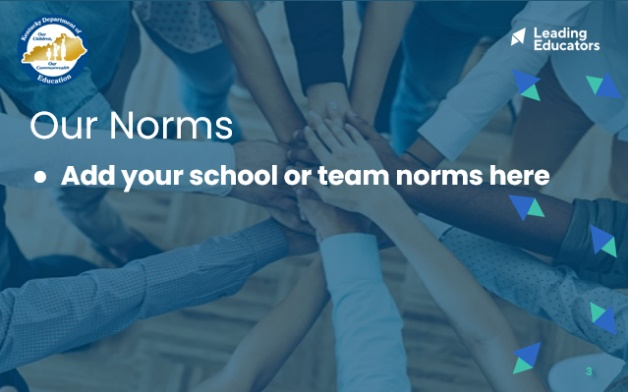 Kentucky Department of
Education
Our
Children,
Our
Commonwealth
Leading
Educators
Our Norms
● Add your school or team norms here
3